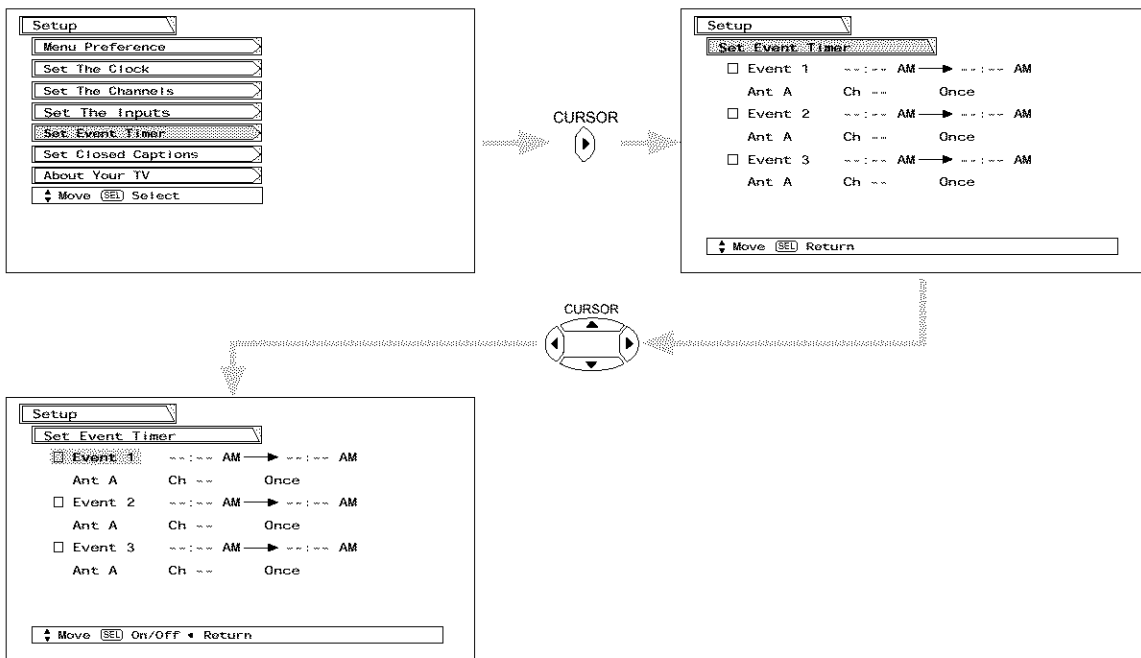 Setup
Menu Preference
Set The Clock
Set The Channels
Set The Inputs
Set Event Timer
Set Closed Captions
About Your TV
Move SEL Select
CURSOR
Setup
Set Event Timer
Event 1 --:-- AM --:-- AM
Ant A Ch -- Once
Event 2 --:-- AM --:-- AM
Ant A Ch -- Once
Event 3 --:-- AM --:-- AM
Ant A Ch -- Once
Move SEL Return
CURSOR
Setup
Set Event Timer
Event 1 --:-- AM --:-- AM
Ant A Ch -- Once
Event 2 --:-- AM --:-- AM
Ant A Ch -- Once
Event 3 --:-- AM --:-- AM
Ant A Ch -- Once
Move SEL On/Off Return